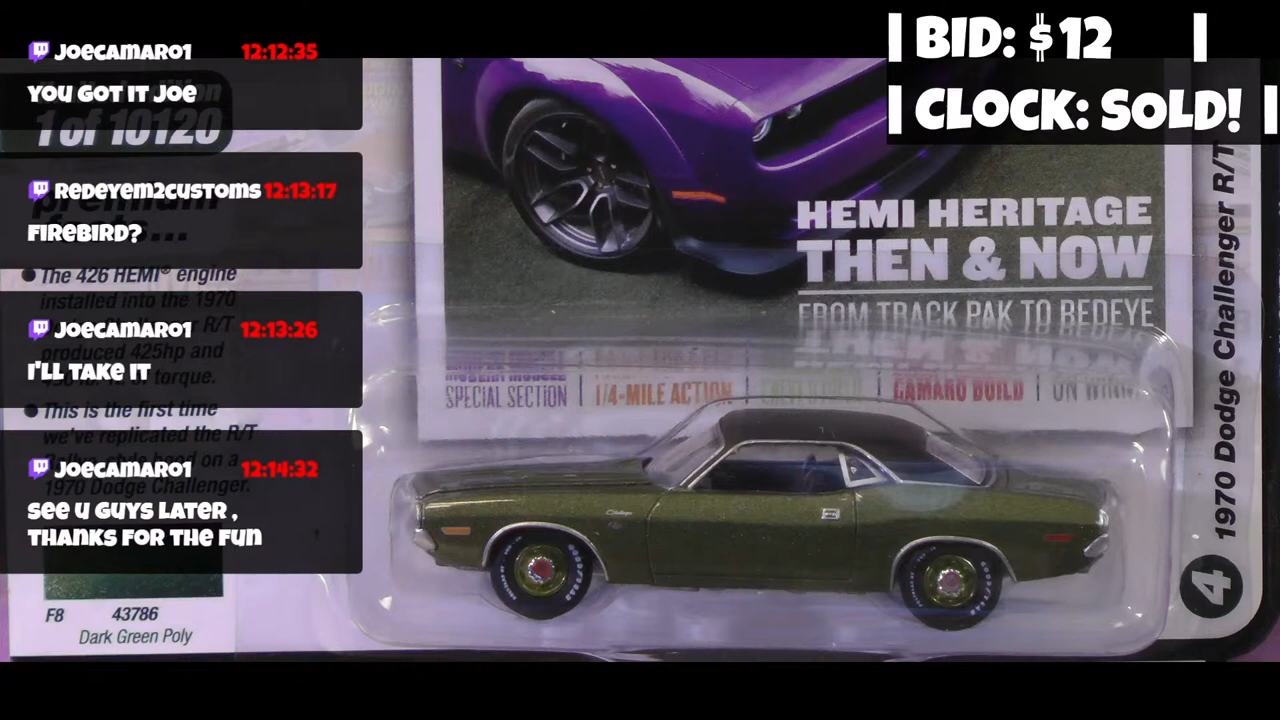 JOECAMARO1 12:12:35
YOU GOT IT JOE
1 of 10120
REDEYEM2CUSTOMS 12:13:17
FIREBIRD?
The 426 HEMI® engine
installed into the 1970
R/T
produced 425hp and
torque.
JOECAMARO1 12:13:26
I'LL TAKE IT
This is the first time
we've replicated the R/T
hood on a
1970 Dodge Challenger.
JOECAMARO1 12:14:32
SEE U GUYS LATER ,
THANKS FOR THE FUN
F8 43786
Dark Green Poly
| BID: $12 |
| CLOCK: SOLD! |
HEMI HERITAGE
THEN & NOW
FROM TRACK PAK TO REDEYE
SPECIAL SECTION | 1/4-MILE ACTION | CAMARO BUILD | ON
4 1970 Dodge Challenger R/T